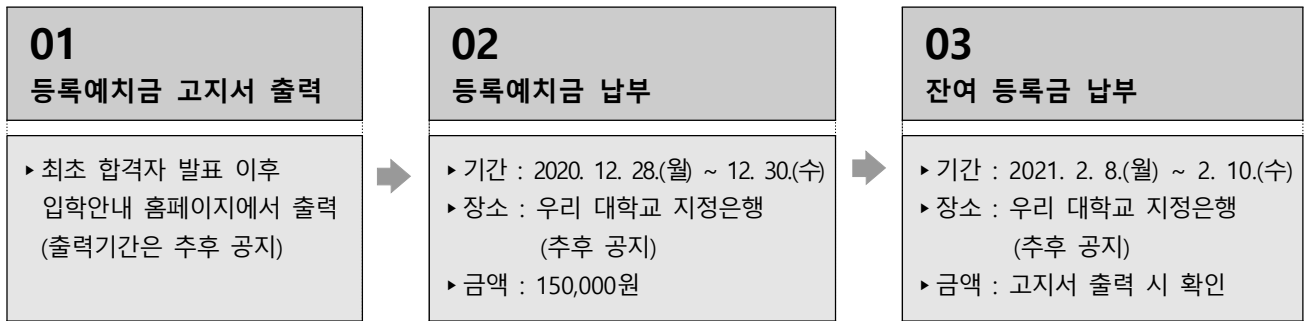 01
등록예치금 고지서 출력
▸최초 합격자 발표 이후
입학안내 홈페이지에서 출력
(출력기간은 추후 공지)
02
등록예치금 납부
▸기간 : 2020. 12. 28.(월) ~ 12. 30.(수)
▸장소 : 우리 대학교 지정은행
(추후 공지)
▸금액 : 150,000원
03
잔여 등록금 납부
▸기간 : 2021. 2. 8.(월) ~ 2. 10.(수)
▸장소 : 우리 대학교 지정은행
(추후 공지)
▸금액 : 고지서 출력 시 확인